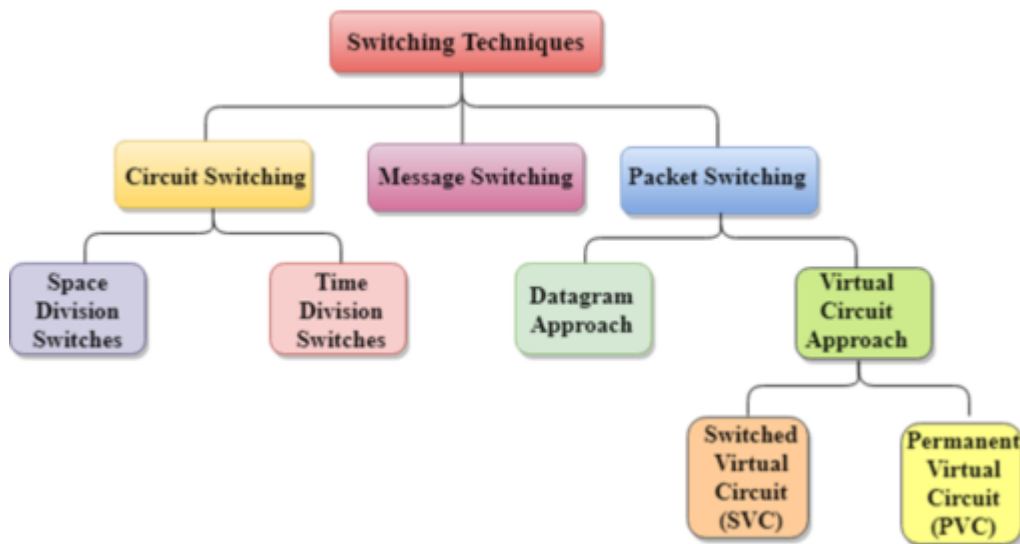 Switching Techniques
Circuit Switching
Message Switching
Packet Switching
Space
Division
Switches
Time
Division
Switches
Datagram
Approach
Virtual
Circuit
Approach
Switched
Virtual
Circuit
(SVC)
Permanent
Virtual
Circuit
(PVC)